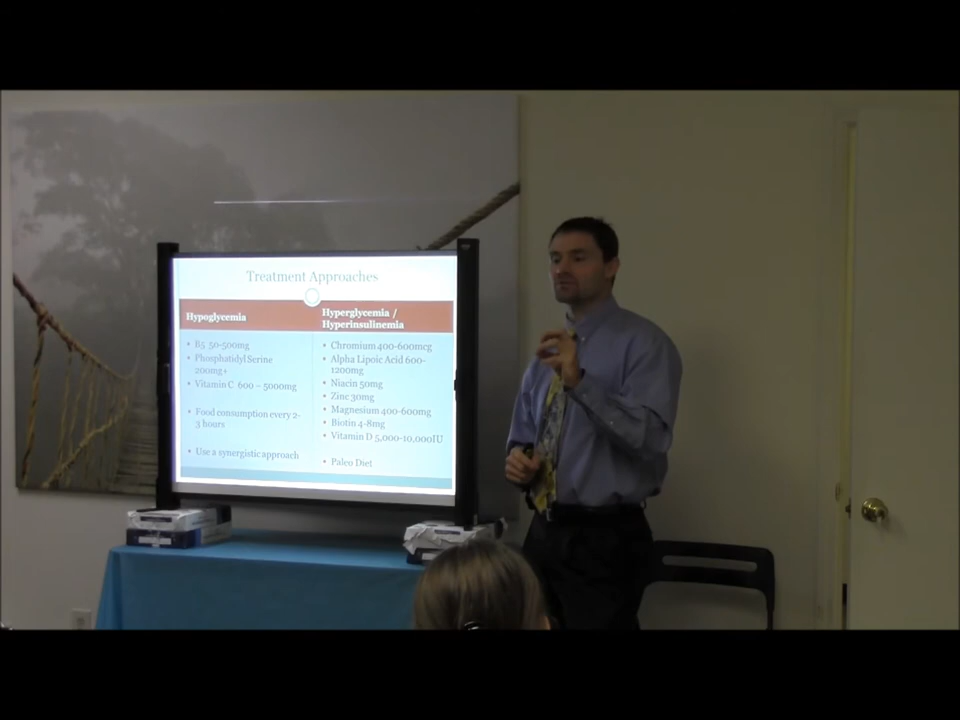 Treatment Approaches
Hypoglycemia
B5 50-500mg
Phosphatidyl Serine
200mg+
Vitamin C 600 – 5000mg
Food consumption every 2-
3 hours
Use a synergistic approach
Hyperglycemia /
Hyperinsulinemia
Chromium 400-600mcg
Alpha Lipoic Acid 600-
1200mg
Niacin 50mg
Zinc 30mg
Magnesium 400-600mg
Biotin 4-8mg
Vitamin D 5,000-10,000IU
Paleo Diet